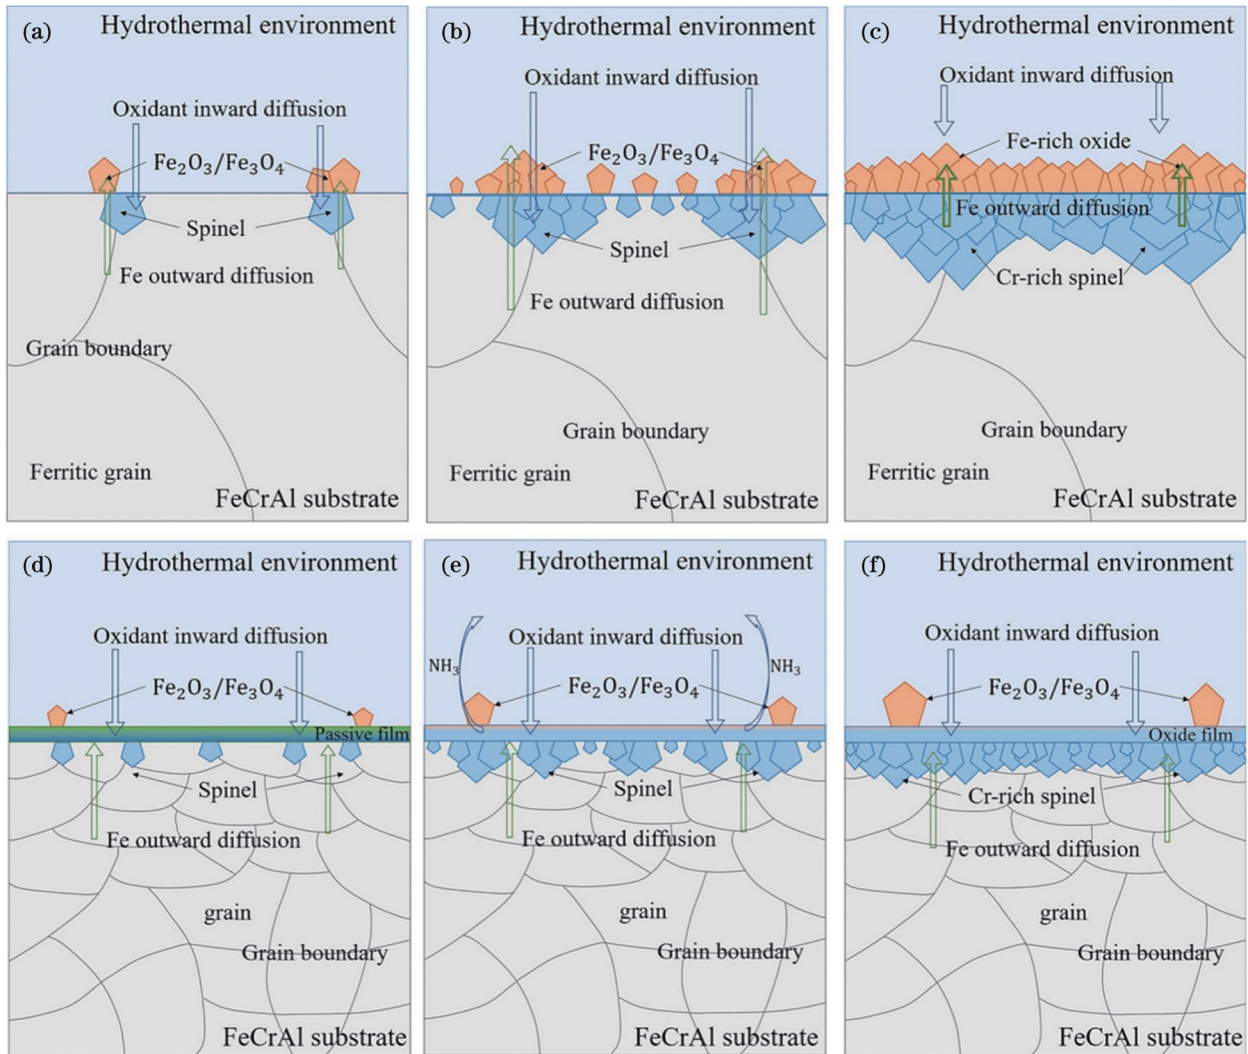 (a)
Hydrothermal environment
Oxidant inward diffusion
Fe₂O₃/Fe₃O₄
Spinel
Fe outward diffusion
Grain boundary
Ferritic grain
FeCrAl substrate
(b)
Hydrothermal environment
Oxidant inward diffusion
Fe₂O₃/Fe₃O₄
Spinel
Fe outward diffusion
Grain boundary
Ferritic grain
FeCrAl substrate
(c)
Hydrothermal environment
Oxidant inward diffusion
Fe-rich oxide
Fe outward diffusion
Cr-rich spinel
Grain boundary
Ferritic grain
FeCrAl substrate
(d)
Hydrothermal environment
Oxidant inward diffusion
Fe₂O₃/Fe₃O₄
Passive film
Spinel
Fe outward diffusion
grain
Grain boundary
FeCrAl substrate
(e)
Hydrothermal environment
Oxidant inward diffusion
NH₃
NH₃
Fe₂O₃/Fe₃O₄
Spinel
Fe outward diffusion
grain
Grain boundary
FeCrAl substrate
(f)
Hydrothermal environment
Oxidant inward diffusion
Fe₂O₃/Fe₃O₄
Oxide film
Cr-rich spinel
Fe outward diffusion
grain
Grain boundary
FeCrAl substrate